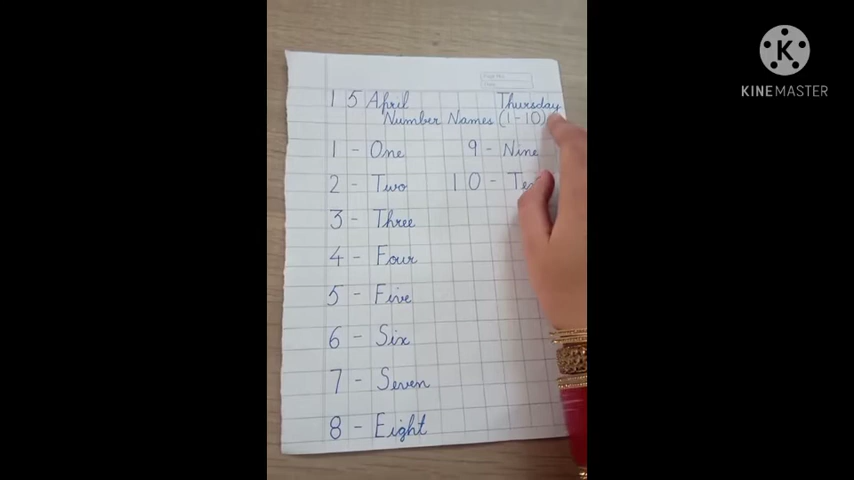 15 April Thursday
Number Names (1-10)
1 - One
2 - Two
3 - Three
4 - Four
5 - Five
6 - Six
7 - Seven
8 - Eight
9 - Nine
10 - Ten
K
KINEMASTER